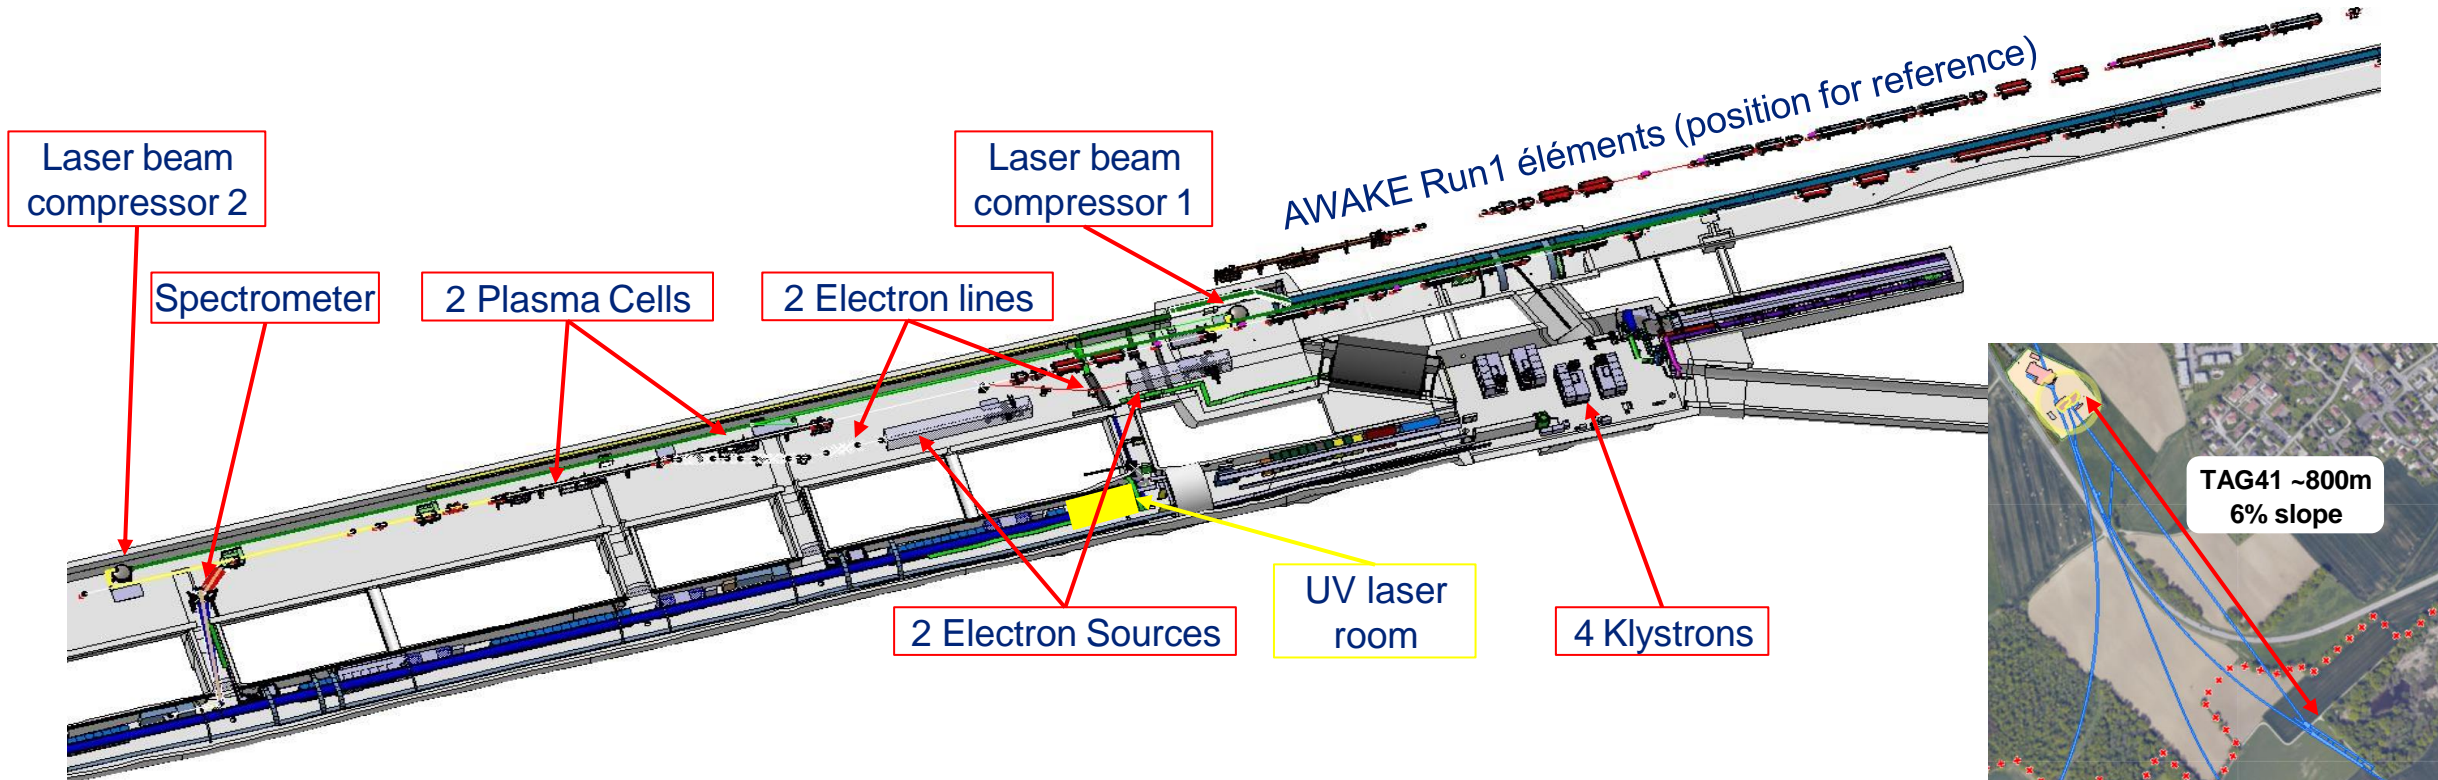 Laser beam
compressor 2
Spectrometer
2 Plasma Cells
2 Electron lines
Laser beam
compressor 1
AWAKE Run1 éléments (position for reference)
2 Electron Sources
UV laser
room
4 Klystrons
TAG41 ~800m
6% slope